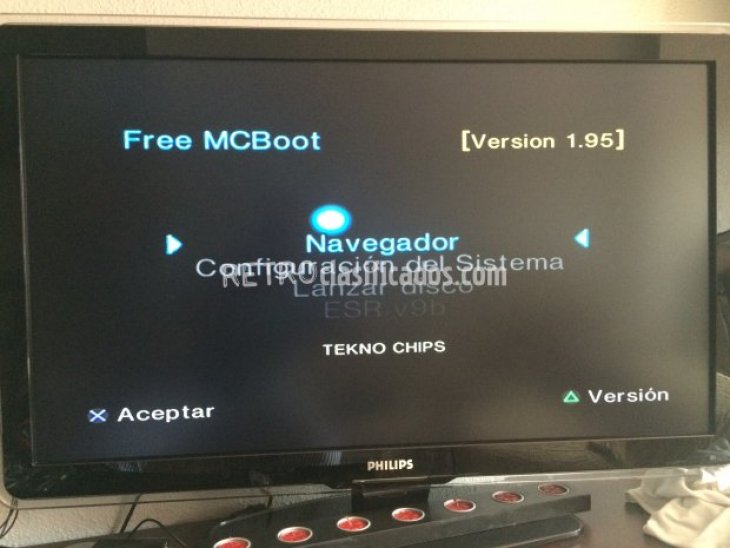 Free MCBoot [Version 1.95]
Navegador
Configuración del Sistema
RETROclasificados.com
Lanzar disco
ESR v9b
TEKNO CHIPS
Aceptar Versión
PHILIPS